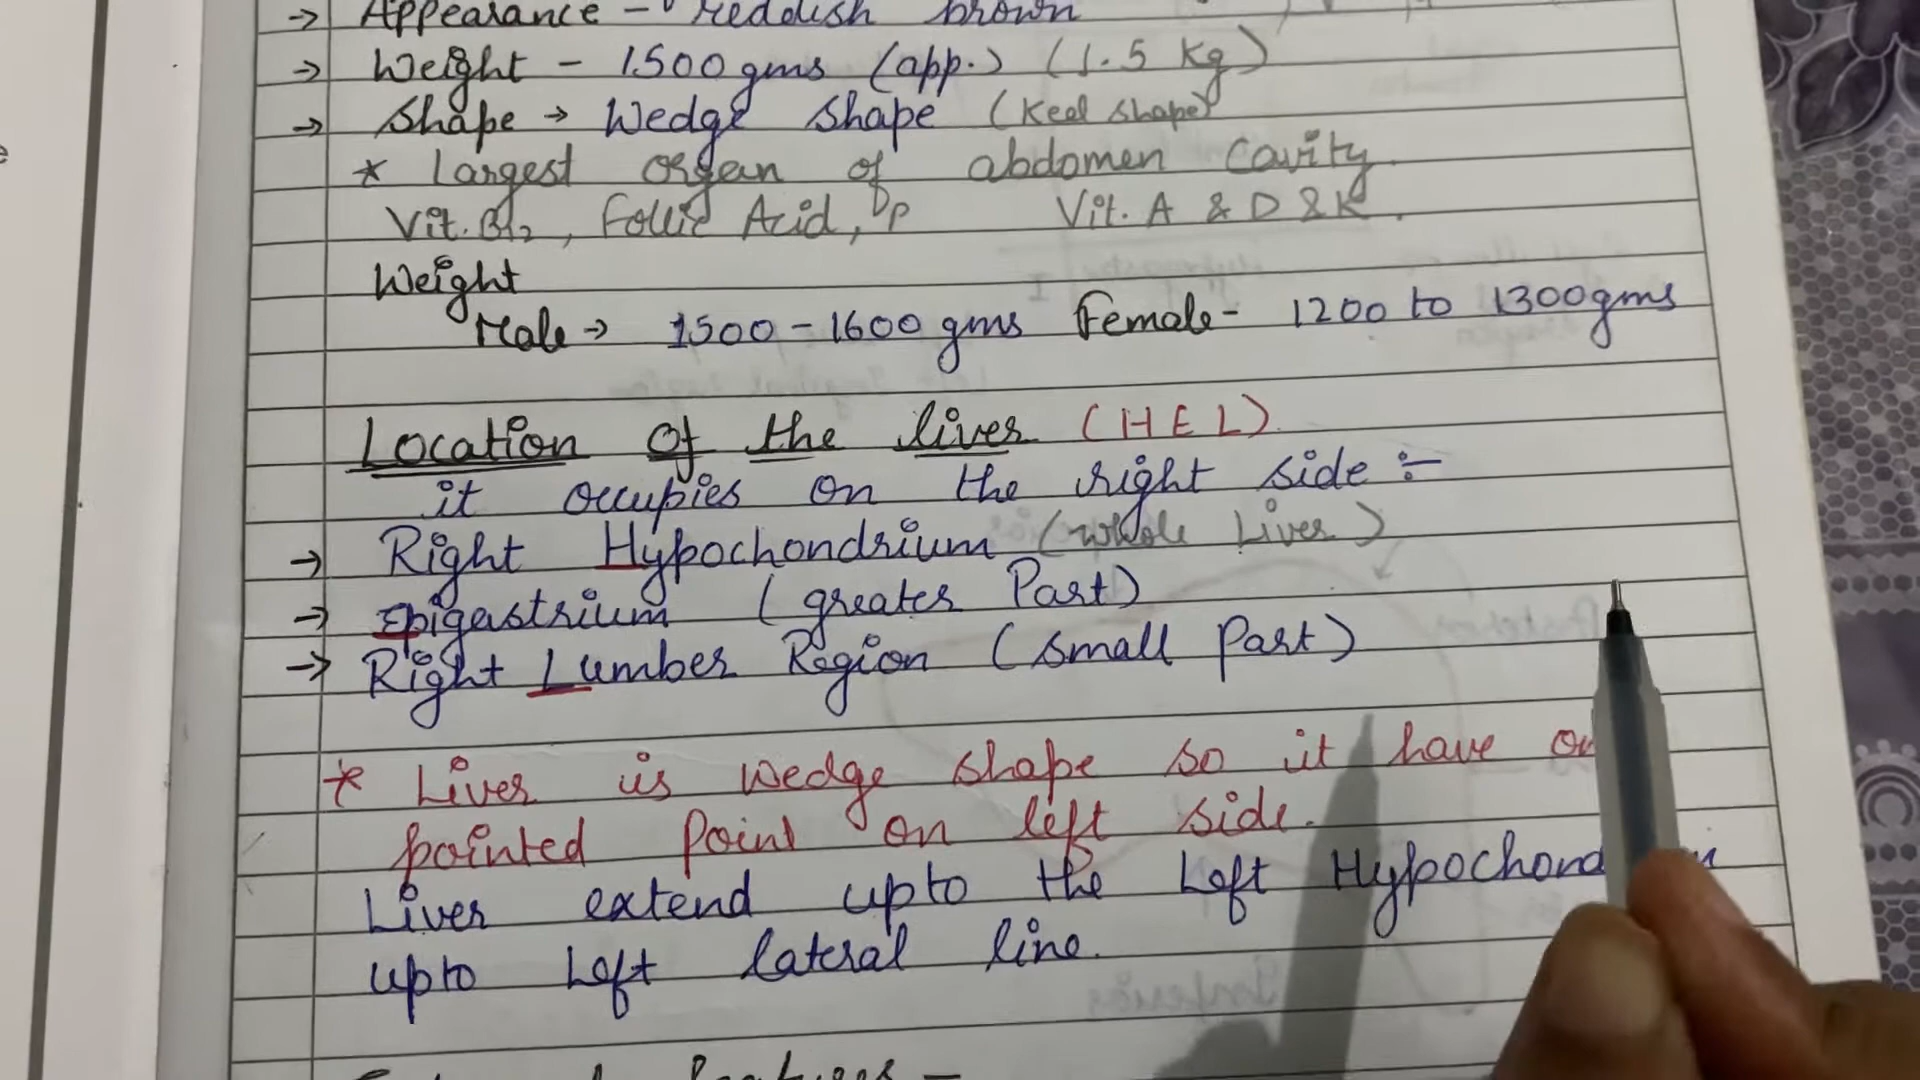 → Appearance - reddish brown
→ Weight - 1500 gms (app.) (1.5 Kg)
→ Shape → Wedge shape (Keel shape)
* Largest organ of abdomen cavity.
Vit. B12, Follic Acid, Vit. A & D & K.
Weight
Male → 1500 - 1600 gms Female - 1200 to 1300 gms
Location of the liver (HEL)
it occupies on the right side :-
→ Right Hypochondrium (whole Liver)
→ Epigastrium (greater Part)
→ Right Lumber Region (small Part)
* Liver is wedge shape so it have
pointed Point on left side.
Liver extend upto the Left
upto Left lateral line.